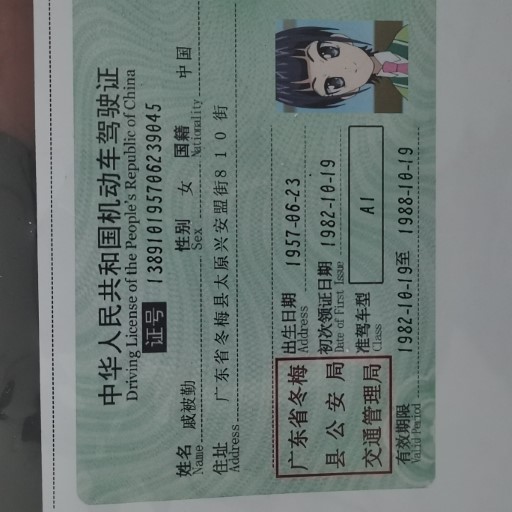 中华人民共和国机动车驾驶证
Driving License of the People's Republic of China
证号 138910195706239045
姓名 戚被勤 性别 女 国籍 中国
Name Sex Nationality
住址 广东省冬梅县太原兴安盟街810街
Address
出生日期 1957-06-23
Address
初次领证日期 1982-10-19
Date of First Issue
准驾车型 A1
Class
广东省冬梅
县公安局
交通管理局
有效期限 1982-10-19至 1988-10-19
Valid Period